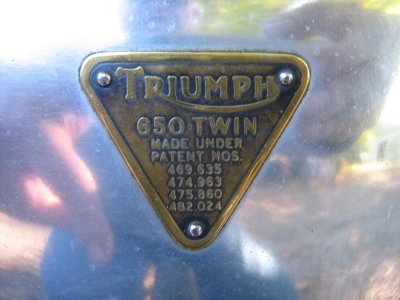 TRIUMPH
650 TWIN
MADE UNDER
PATENT NOS.
469.635
474.963
475.860
482.024